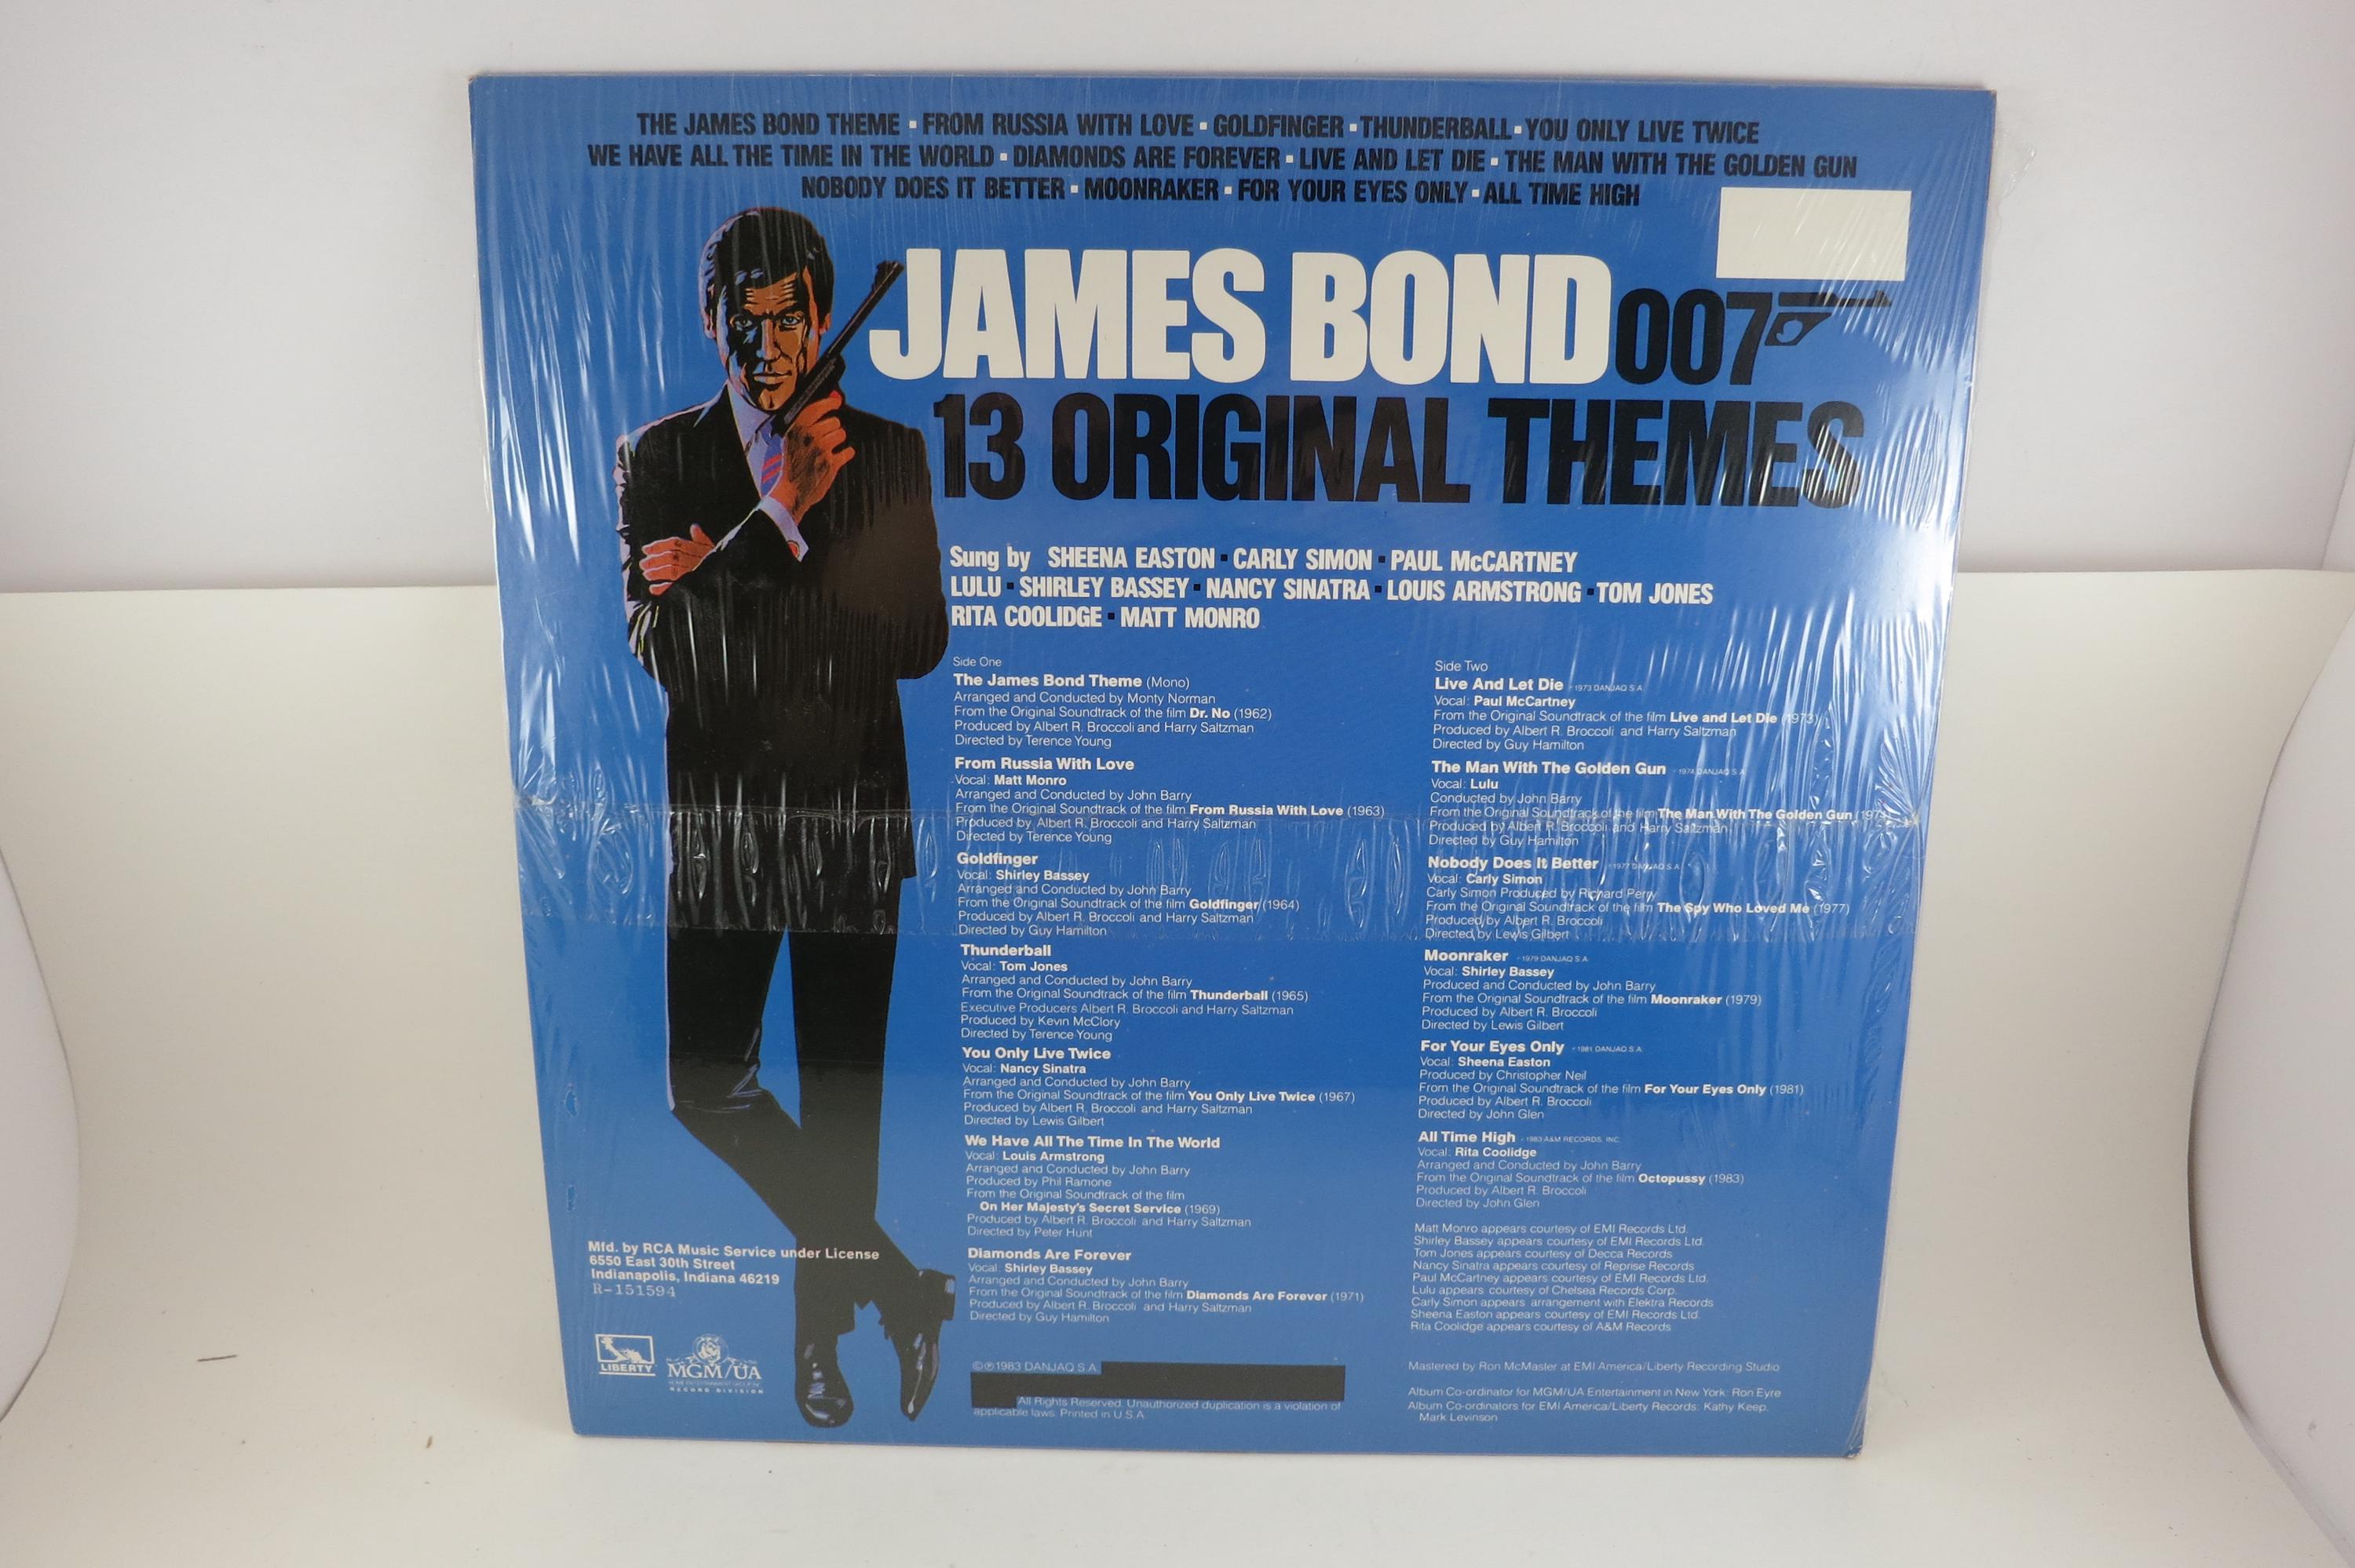 THE JAMES BOND THEME ▪ FROM RUSSIA WITH LOVE ▪ GOLDFINGER ▪ THUNDERBALL ▪ YOU ONLY LIVE TWICE
WE HAVE ALL THE TIME IN THE WORLD ▪ DIAMONDS ARE FOREVER ▪ LIVE AND LET DIE ▪ THE MAN WITH THE GOLDEN GUN
NOBODY DOES IT BETTER ▪ MOONRAKER ▪ FOR YOUR EYES ONLY ▪ ALL TIME HIGH
JAMES BOND 007
13 ORIGINAL THEMES
Sung by SHEENA EASTON ▪ CARLY SIMON ▪ PAUL McCARTNEY
LULU ▪ SHIRLEY BASSEY ▪ NANCY SINATRA ▪ LOUIS ARMSTRONG ▪ TOM JONES
RITA COOLIDGE ▪ MATT MONRO
Side One
The James Bond Theme (Mono)
Arranged and Conducted by Monty Norman
From the Original Soundtrack of the film Dr. No (1962)
Produced by Albert R. Broccoli and Harry Saltzman
Directed by Terence Young
From Russia With Love
Vocal: Matt Monro
Arranged and Conducted by John Barry
From the Original Soundtrack of the film From Russia With Love (1963)
Produced by Albert R. Broccoli and Harry Saltzman
Directed by Terence Young
Goldfinger
Vocal: Shirley Bassey
Arranged and Conducted by John Barry
From the Original Soundtrack of the film Goldfinger (1964)
Produced by Albert R. Broccoli and Harry Saltzman
Directed by Guy Hamilton
Thunderball
Vocal: Tom Jones
Arranged and Conducted by John Barry
From the Original Soundtrack of the film Thunderball (1965)
Executive Producers Albert R. Broccoli and Harry Saltzman
Produced by Kevin McClory
Directed by Terence Young
You Only Live Twice
Vocal: Nancy Sinatra
Arranged and Conducted by John Barry
From the Original Soundtrack of the film You Only Live Twice (1967)
Produced by Albert R. Broccoli and Harry Saltzman
Directed by Lewis Gilbert
We Have All The Time In The World
Vocal: Louis Armstrong
Arranged and Conducted by John Barry
Produced by Phil Ramone
From the Original Soundtrack of the film
On Her Majesty's Secret Service (1969)
Produced by Albert R. Broccoli and Harry Saltzman
Directed by Peter Hunt
Diamonds Are Forever
Vocal: Shirley Bassey
Arranged and Conducted by John Barry
From the Original Soundtrack of the film Diamonds Are Forever (1971)
Produced by Albert R. Broccoli and Harry Saltzman
Directed by Guy Hamilton
Side Two
Live And Let Die ℗ 1973 DANJAQ S.A.
Vocal: Paul McCartney
From the Original Soundtrack of the film Live and Let Die (1973)
Produced by Albert R. Broccoli and Harry Saltzman
Directed by Guy Hamilton
The Man With The Golden Gun ℗ 1974 DANJAQ S.A.
Vocal: Lulu
Conducted by John Barry
From the Original Soundtrack of the film The Man With The Golden Gun
Produced by Albert R. Broccoli and Harry Saltzman
Directed by Guy Hamilton
Nobody Does It Better ℗ 1977 DANJAQ S.A.
Vocal: Carly Simon
Carly Simon Produced by Richard Perry
From the Original Soundtrack of the film The Spy Who Loved Me (1977)
Produced by Albert R. Broccoli
Directed by Lewis Gilbert
Moonraker ℗ 1979 DANJAQ S.A.
Vocal: Shirley Bassey
Produced and Conducted by John Barry
From the Original Soundtrack of the film Moonraker (1979)
Produced by Albert R. Broccoli
Directed by Lewis Gilbert
For Your Eyes Only ℗ 1981 DANJAQ S.A.
Vocal: Sheena Easton
Produced by Christopher Neil
From the Original Soundtrack of the film For Your Eyes Only (1981)
Produced by Albert R. Broccoli
Directed by John Glen
All Time High ℗ 1983 A&M RECORDS, INC.
Vocal: Rita Coolidge
Arranged and Conducted by John Barry
From the Original Soundtrack of the film Octopussy (1983)
Produced by Albert R. Broccoli
Directed by John Glen
Matt Monro appears courtesy of EMI Records Ltd.
Shirley Bassey appears courtesy of EMI Records Ltd.
Tom Jones appears courtesy of Decca Records
Nancy Sinatra appears courtesy of Reprise Records
Paul McCartney appears courtesy of EMI Records Ltd.
Lulu appears courtesy of Chelsea Records Corp.
Carly Simon appears arrangement with Elektra Records
Sheena Easton appears courtesy of EMI Records Ltd.
Rita Coolidge appears courtesy of A&M Records
Mastered by Ron McMaster at EMI America/Liberty Recording Studio
Album Co-ordinator for MGM/UA Entertainment in New York: Ron Eyre
Album Co-ordinators for EMI America/Liberty Records: Kathy Keep,
Mark Levinson
Mfd. by RCA Music Service under License
6550 East 30th Street
Indianapolis, Indiana 46219
R-151594
LIBERTY
MGM/UA
RECORD DIVISION
©℗1983 DANJAQ S.A.
All Rights Reserved. Unauthorized duplication is a violation of
applicable laws. Printed in U.S.A.